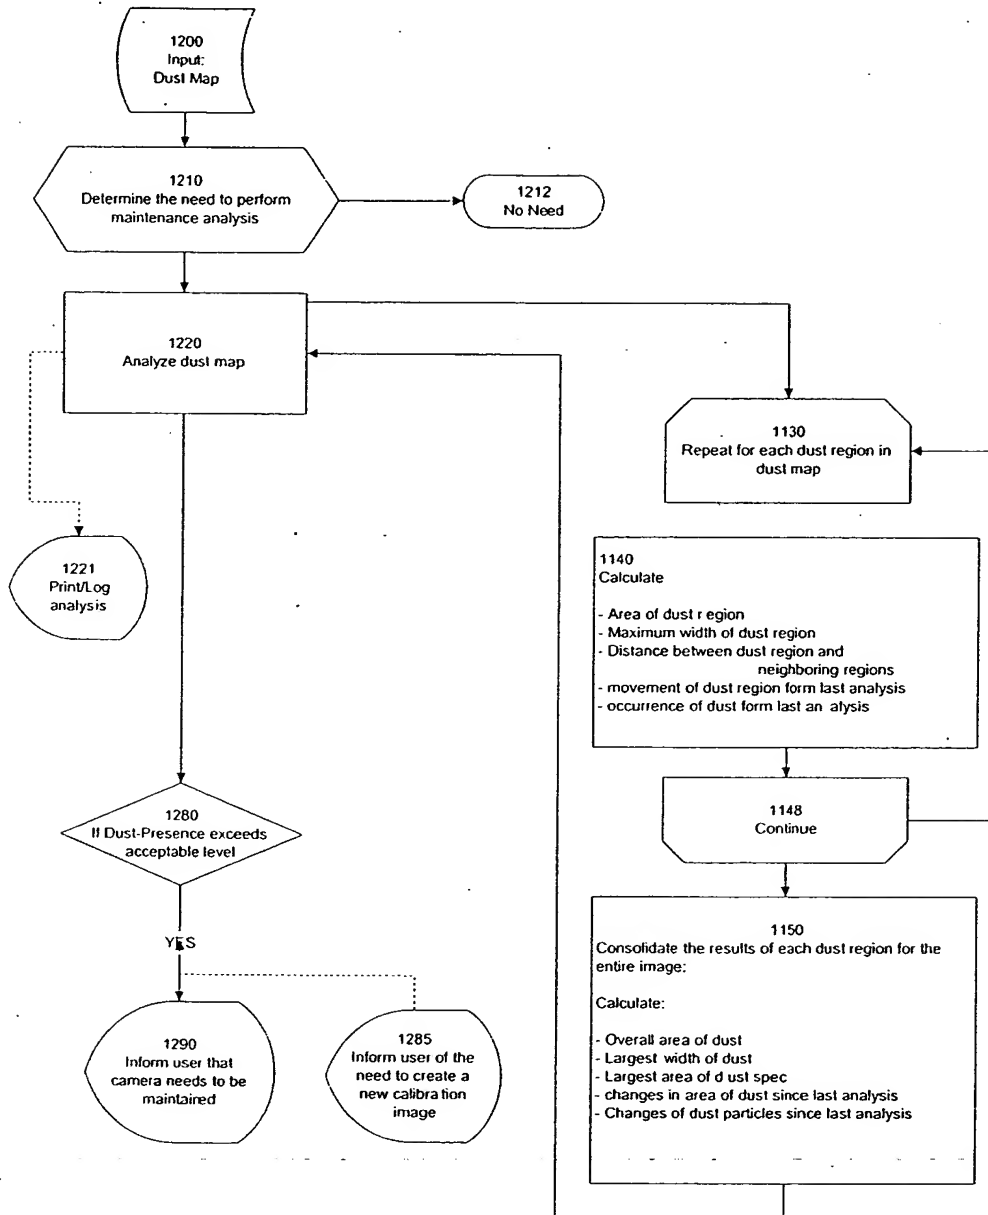 1200
Input:
Dust Map
1210
Determine the need to perform
maintenance analysis
1212
No Need
1220
Analyze dust map
1130
Repeat for each dust region in
dust map
1221
Print/Log
analysis
1140
Calculate
- Area of dust r egion
- Maximum width of dust region
- Distance between dust region and
neighboring regions
- movement of dust region form last analysis
- occurrence of dust form last an alysis
1280
If Dust-Presence exceeds
acceptable level
1148
Continue
YES
1150
Consolidate the results of each dust region for the
entire image:
Calculate:
- Overall area of dust
- Largest width of dust
- Largest area of d ust spec
- changes in area of dust since last analysis
- Changes of dust particles since last analysis
1290
Inform user that
camera needs to be
maintained
1285
Inform user of the
need to create a
new calibration
image